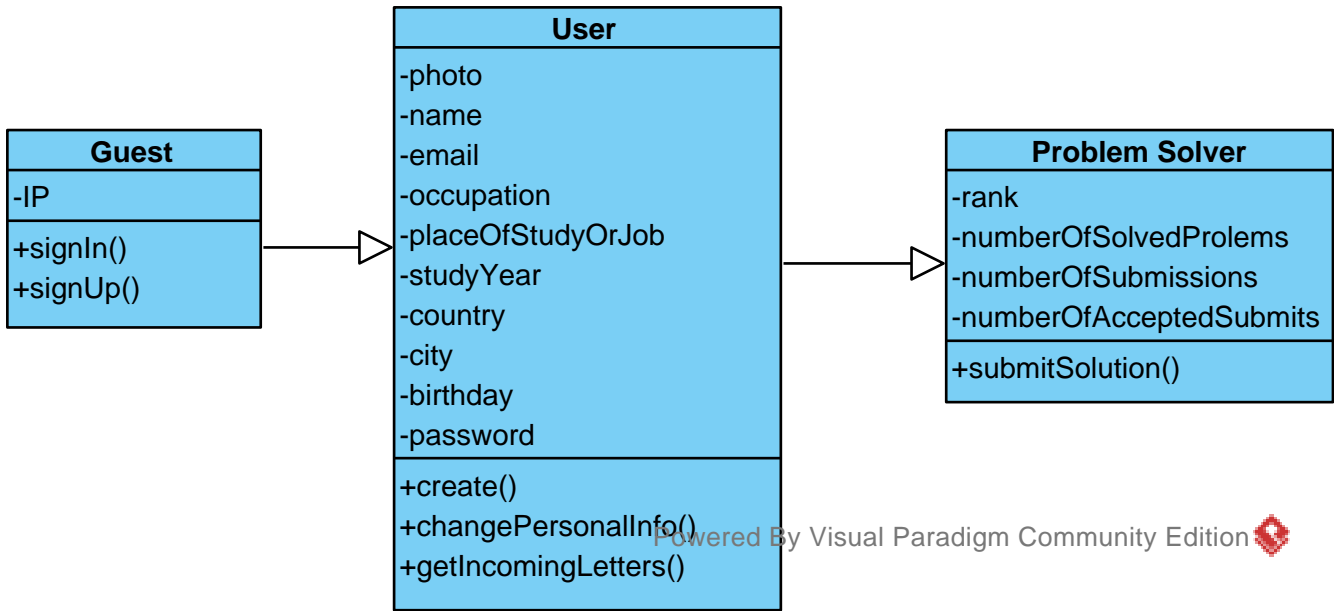 Guest
-IP
+signIn()
+signUp()
User
-photo
-name
-email
-occupation
-placeOfStudyOrJob
-studyYear
-country
-city
-birthday
-password
+create()
+changePersonalInfo()
+getIncomingLetters()
Problem Solver
-rank
-numberOfSolvedProlems
-numberOfSubmissions
-numberOfAcceptedSubmits
+submitSolution()
Powered By Visual Paradigm Community Edition